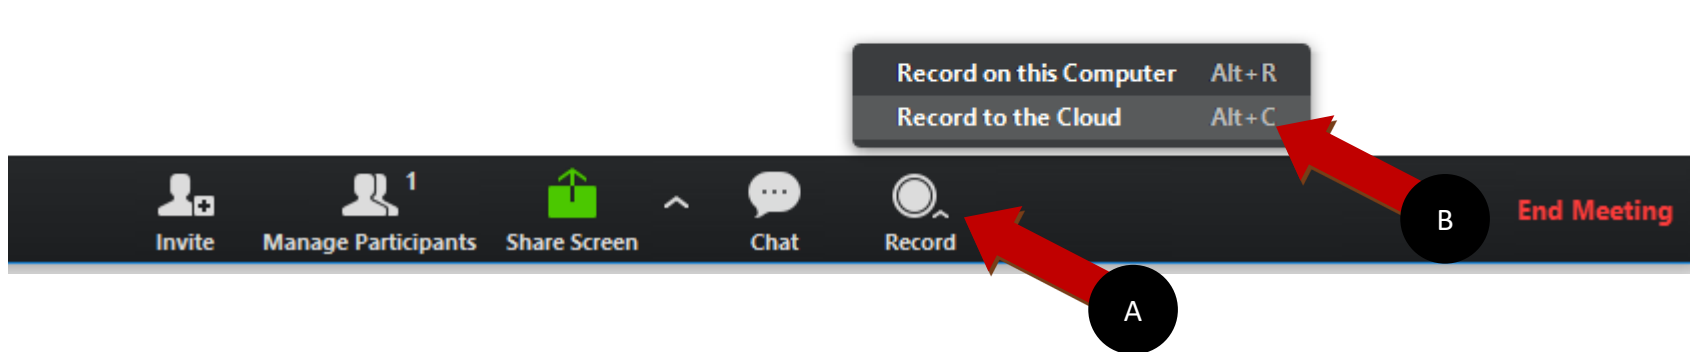 Record on this Computer Alt+R
Record to the Cloud Alt+C
1
Invite Manage Participants Share Screen Chat Record
End Meeting
B
A